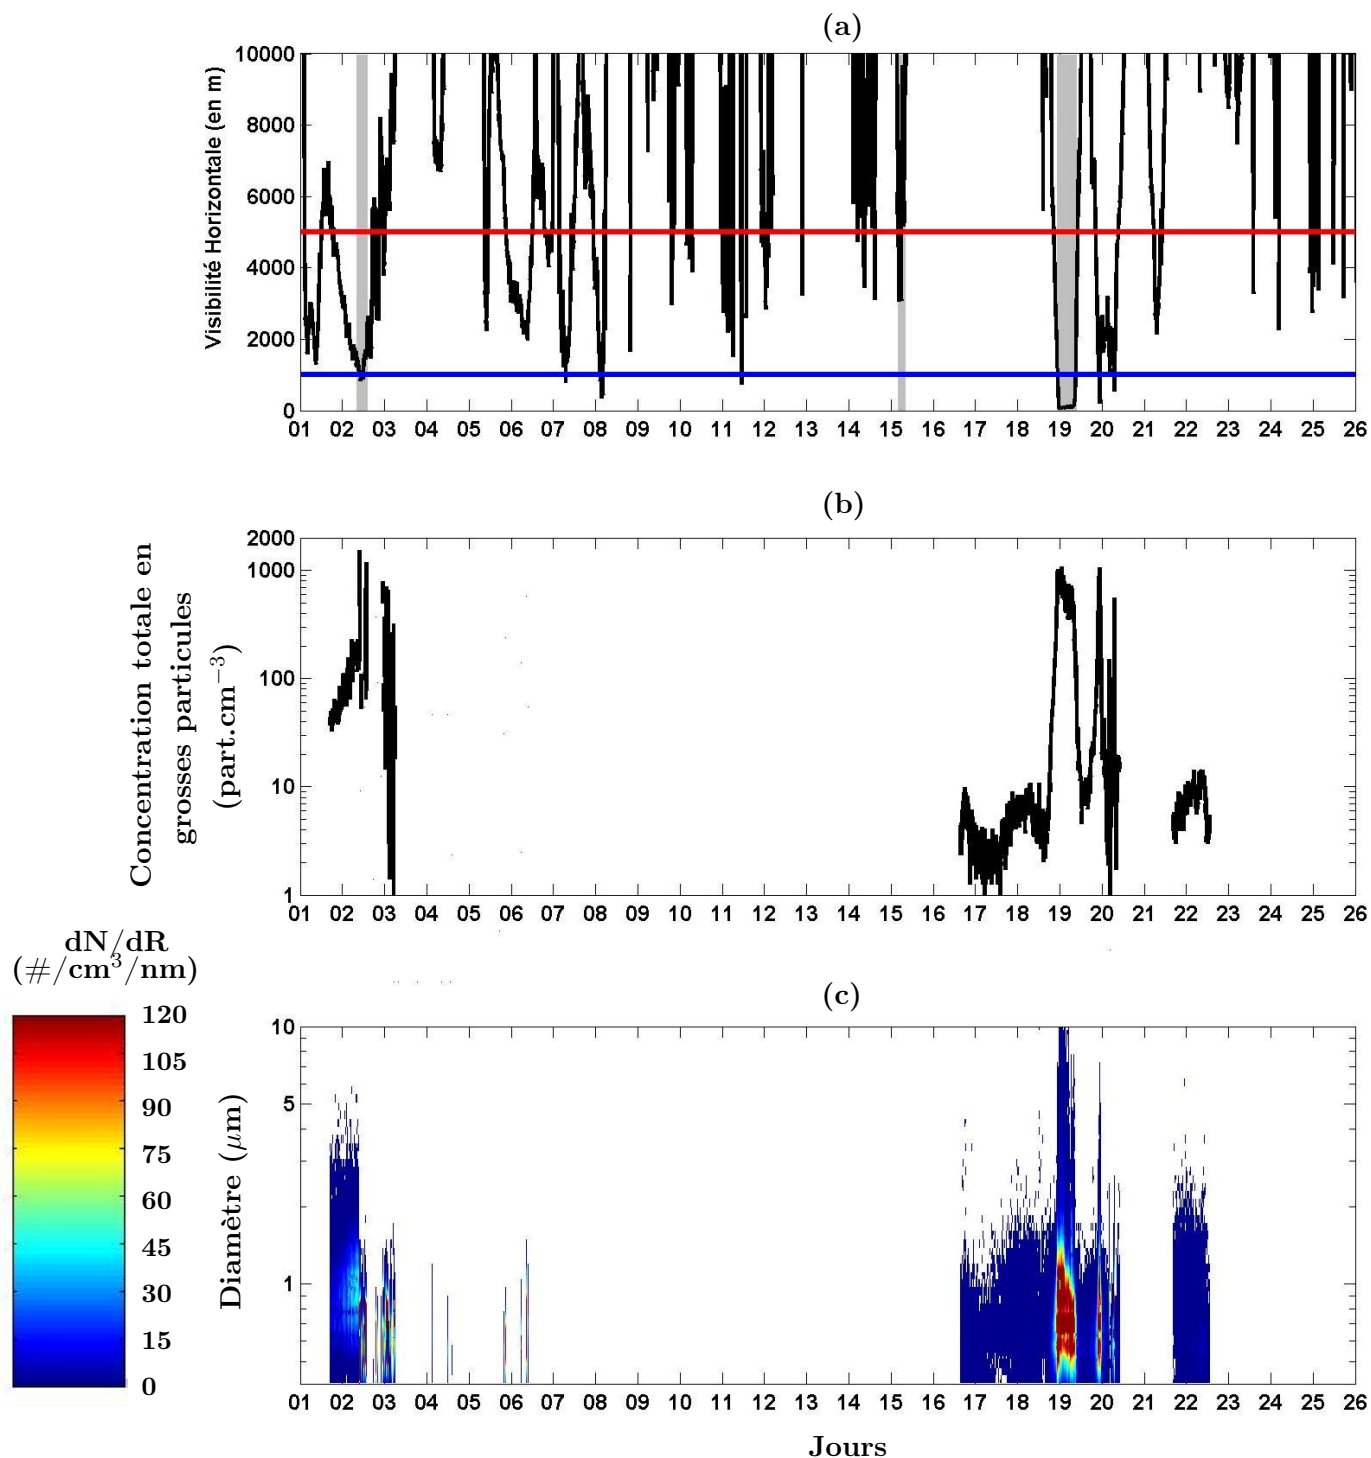 (a)
Visibilité Horizontale (en m)
10000
8000
6000
4000
2000
0
01 02 03 04 05 06 07 08 09 10 11 12 13 14 15 16 17 18 19 20 21 22 23 24 25 26
(b)
Concentration totale en
grosses particules
(part.cm⁻³)
2000
1000
100
10
1
01 02 03 04 05 06 07 08 09 10 11 12 13 14 15 16 17 18 19 20 21 22 23 24 25 26
dN/dR
(#/cm³/nm)
120
105
90
75
60
45
30
15
0
(c)
Diamètre (μm)
10
5
1
01 02 03 04 05 06 07 08 09 10 11 12 13 14 15 16 17 18 19 20 21 22 23 24 25 26
Jours